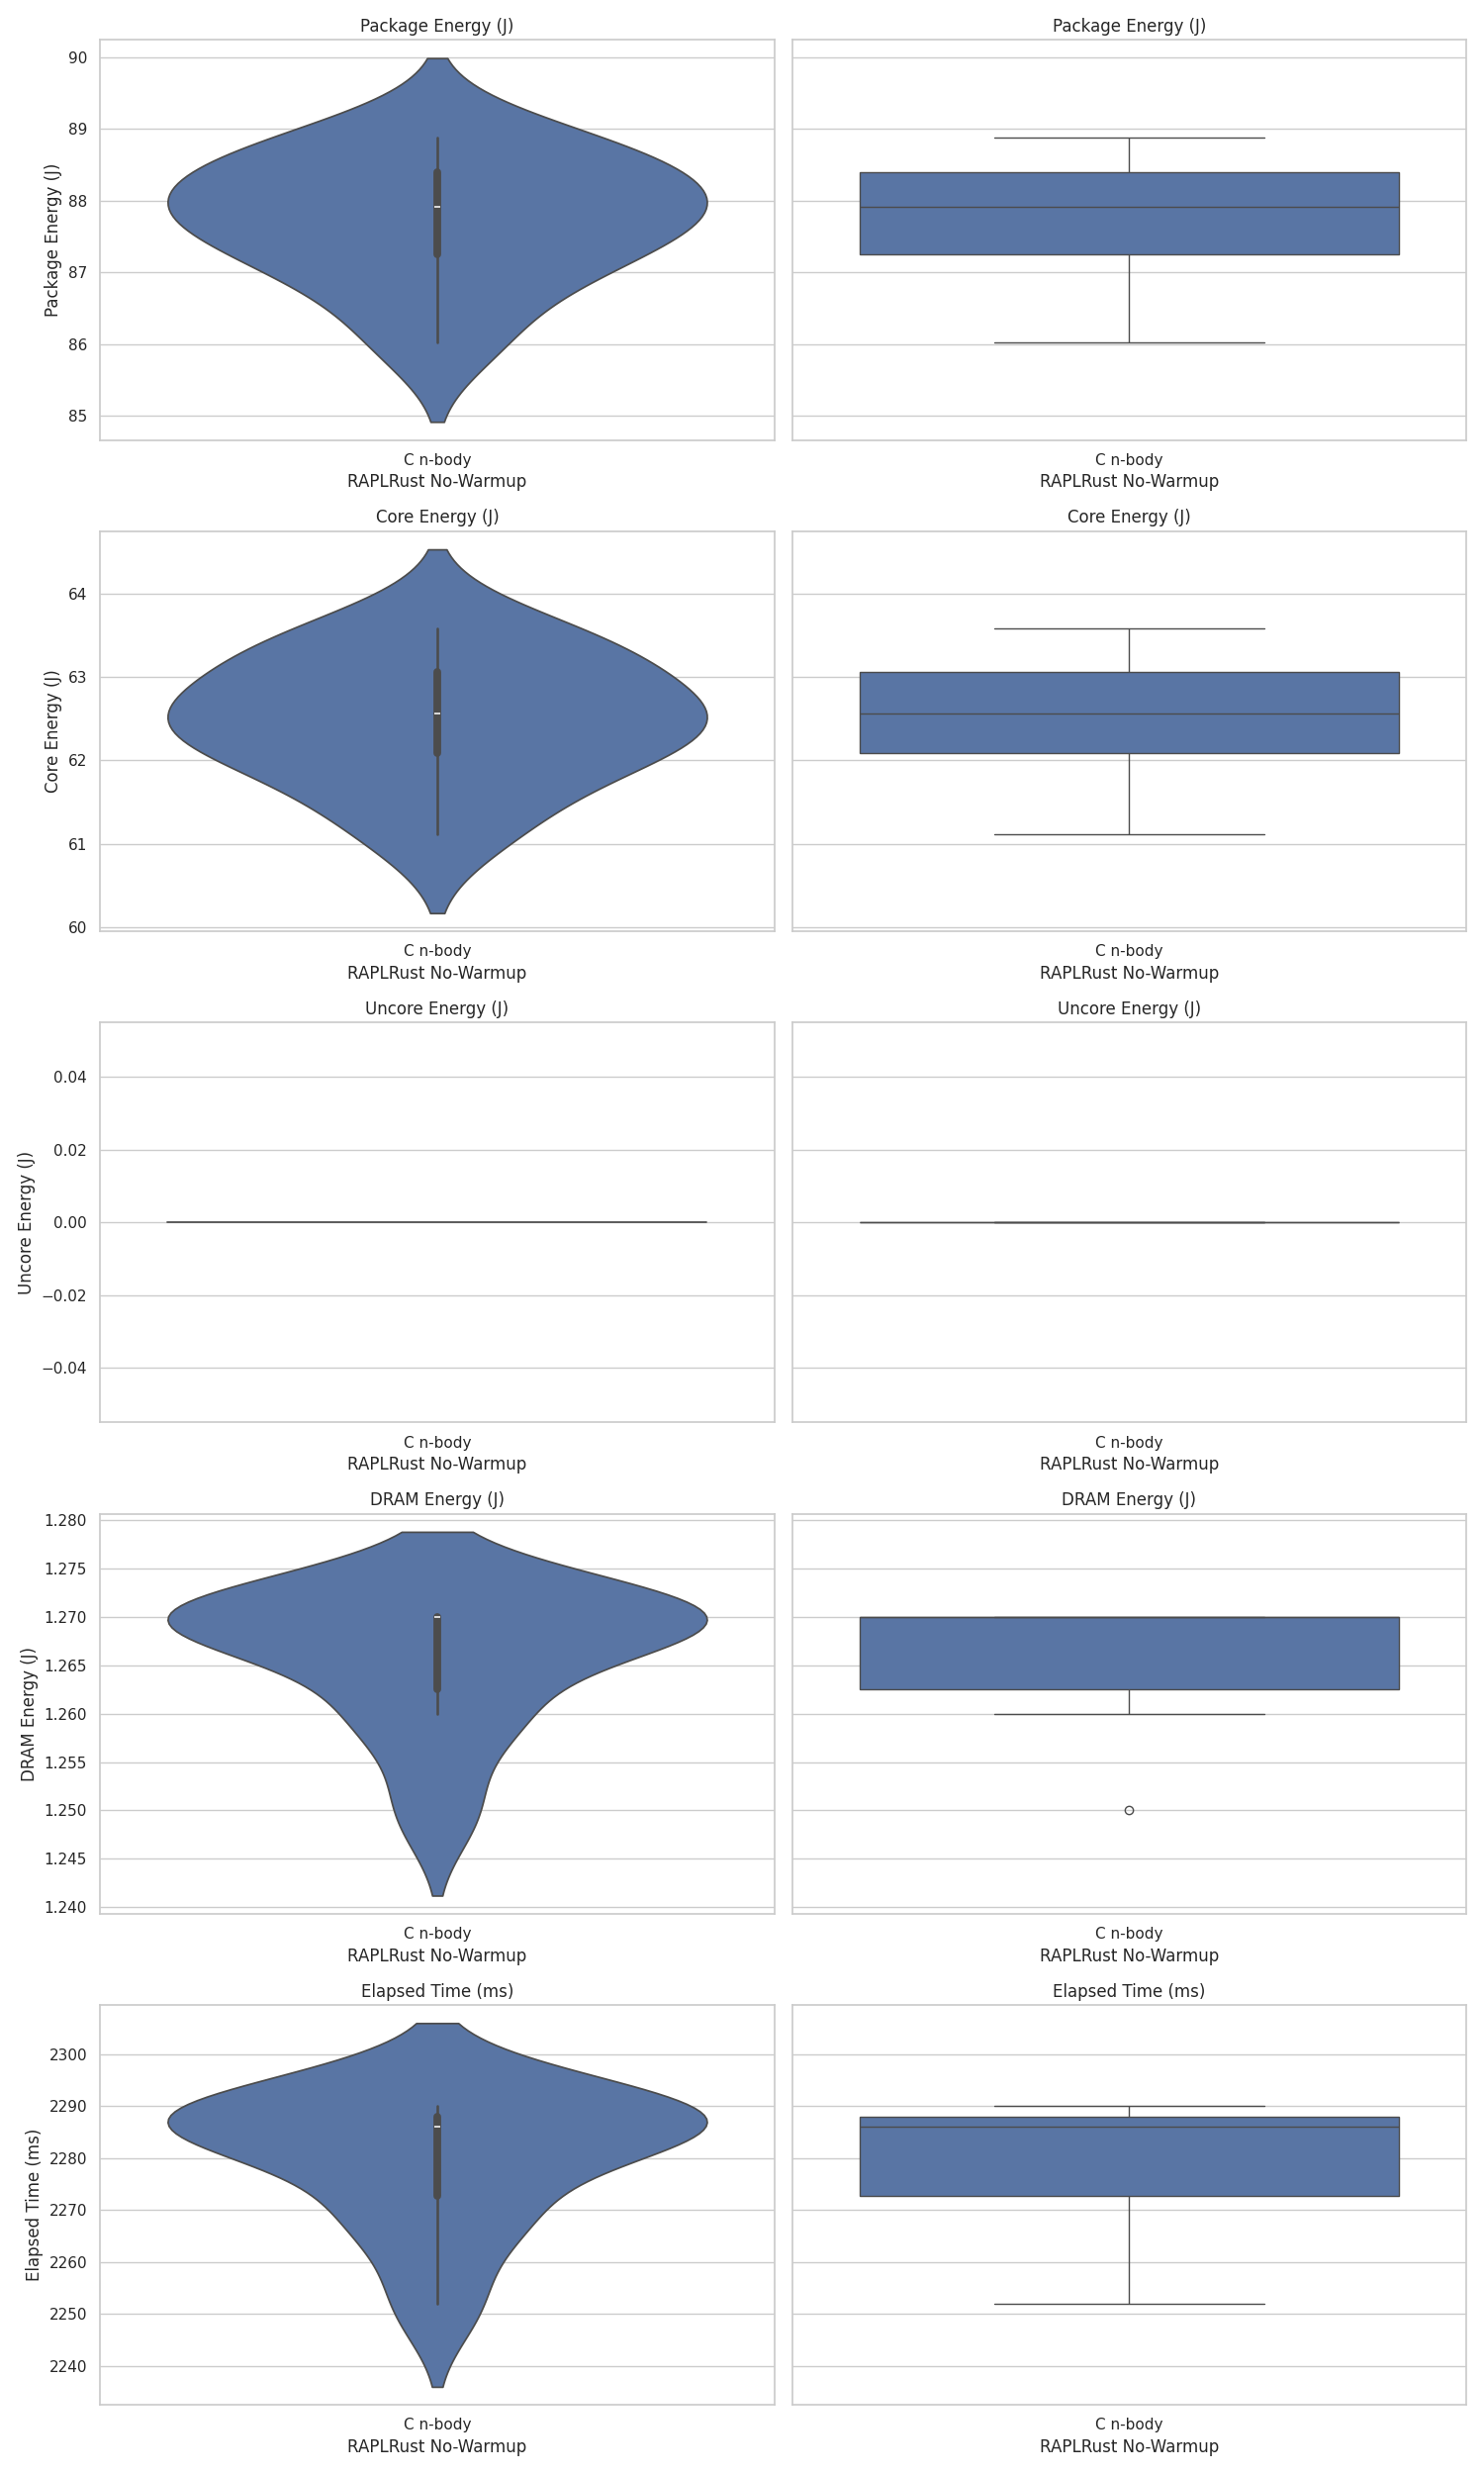 Package Energy (J)
Package Energy (J)
Package Energy (J)
90
89
88
87
86
85
C n-body
C n-body
RAPLRust No-Warmup
RAPLRust No-Warmup
Core Energy (J)
Core Energy (J)
Core Energy (J)
64
63
62
61
60
C n-body
C n-body
RAPLRust No-Warmup
RAPLRust No-Warmup
Uncore Energy (J)
Uncore Energy (J)
Uncore Energy (J)
0.04
0.02
0.00
−0.02
−0.04
C n-body
C n-body
RAPLRust No-Warmup
RAPLRust No-Warmup
DRAM Energy (J)
DRAM Energy (J)
DRAM Energy (J)
1.280
1.275
1.270
1.265
1.260
1.255
1.250
1.245
1.240
C n-body
C n-body
RAPLRust No-Warmup
RAPLRust No-Warmup
Elapsed Time (ms)
Elapsed Time (ms)
Elapsed Time (ms)
2300
2290
2280
2270
2260
2250
2240
C n-body
C n-body
RAPLRust No-Warmup
RAPLRust No-Warmup